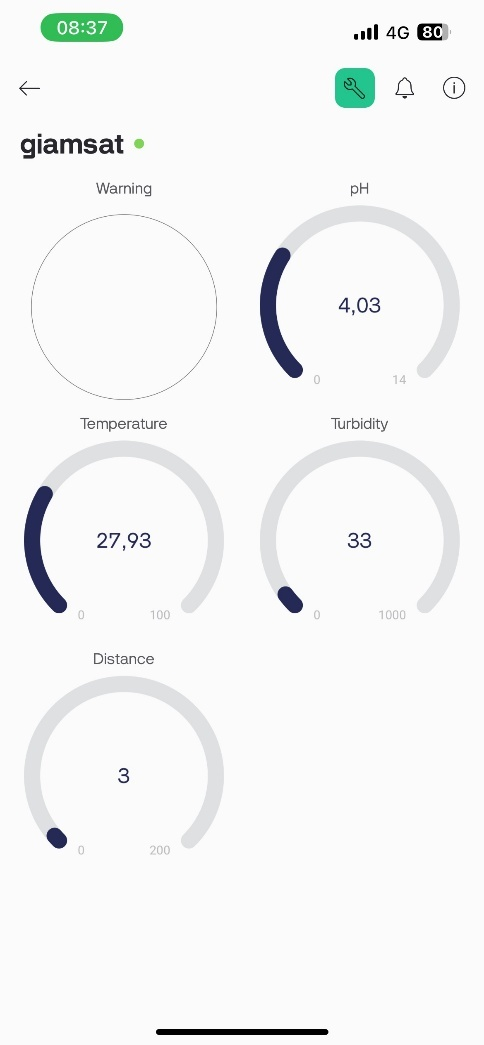 08:37 4G 80
giamsat
Warning pH
4,03
0 14
Temperature Turbidity
27,93 33
0 100 0 1000
Distance
3
0 200